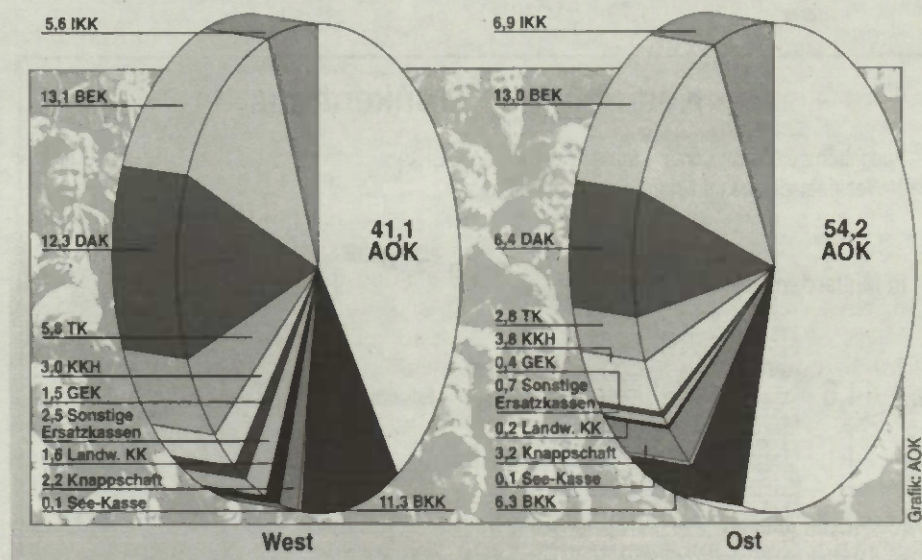 5,6 IKK
13,1 BEK
41,1
AOK
12,3 DAK
5,8 TK
3,0 KKH
1,5 GEK
2,5 Sonstige
Ersatzkassen
1,6 Landw. KK
2,2 Knappschaft
0,1 See-Kasse
11,3 BKK
West
6,9 IKK
13,0 BEK
54,2
AOK
DAK
2,8 TK
3,8 KKH
0,4 GEK
0,7 Sonstige
Ersatzkassen
0,2 Landw. KK
3,2 Knappschaft
0,1 See-Kasse
6,3 BKK
Ost
Grafik: AOK